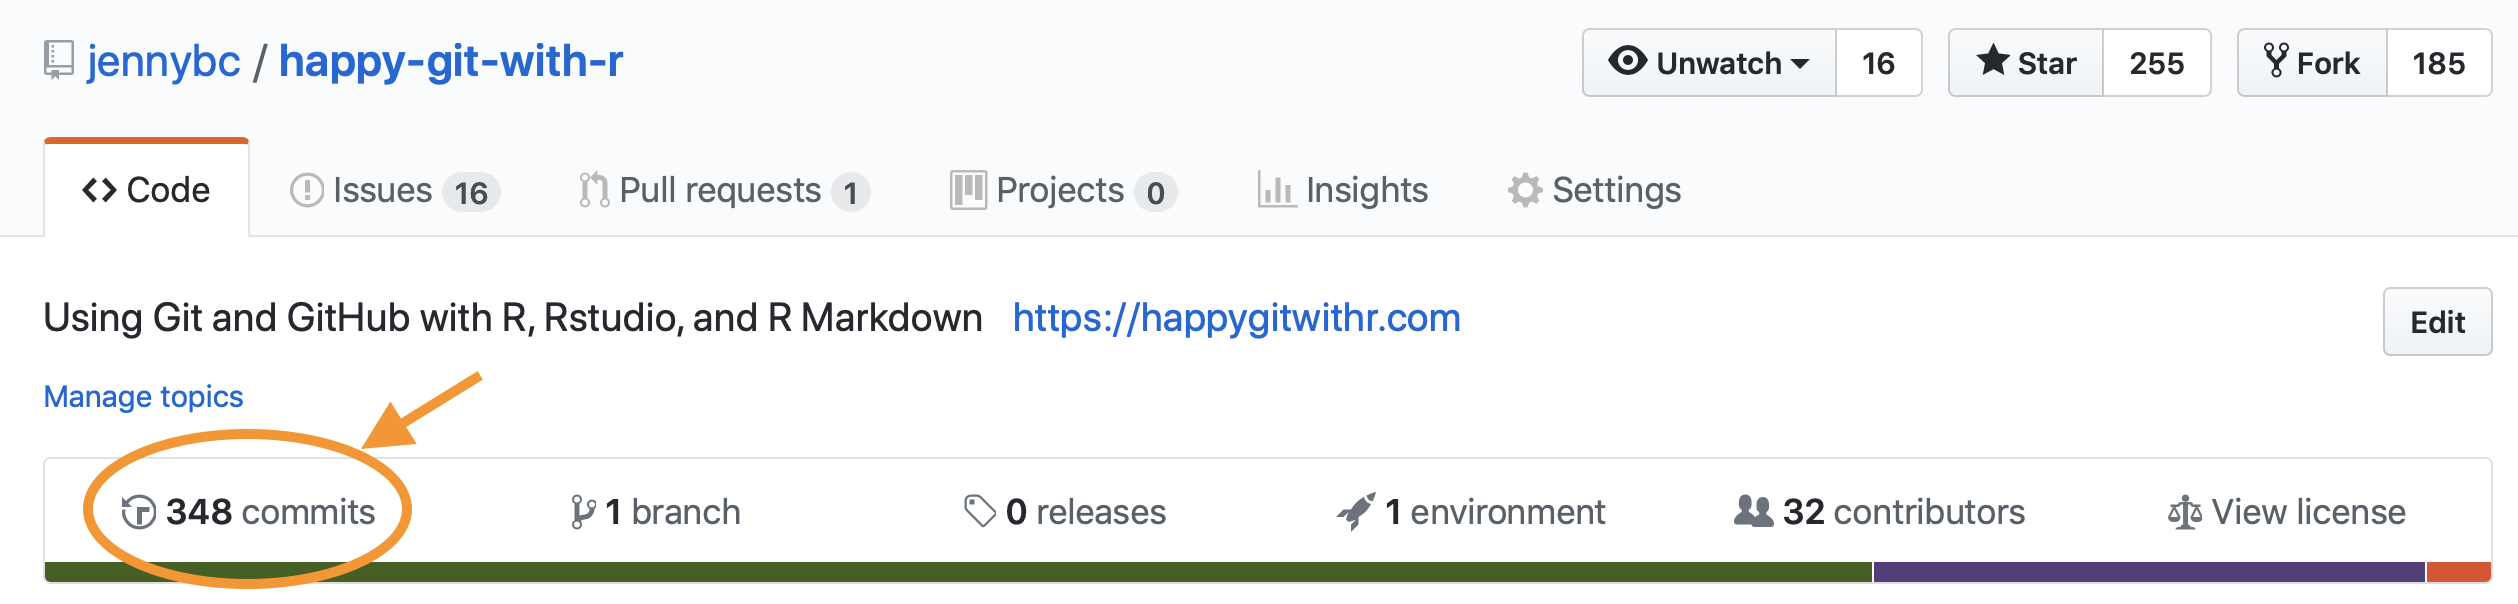 jennybc / happy-git-with-r Unwatch 16 Star 255 Fork 185
Code Issues 16 Pull requests 1 Projects 0 Insights Settings
Using Git and GitHub with R, Rstudio, and R Markdown https://happygitwithr.com Edit
Manage topics
348 commits 1 branch 0 releases 1 environment 32 contributors View license